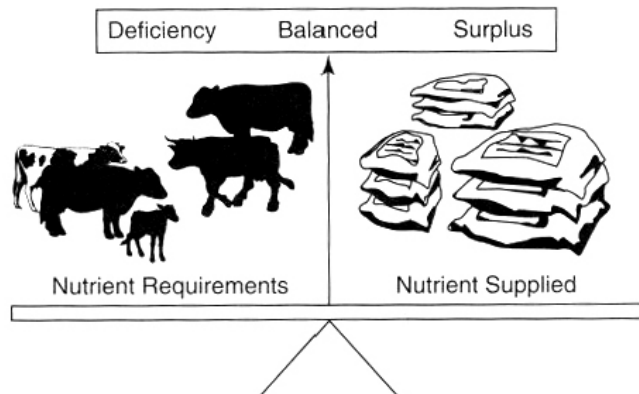 Deficiency Balanced Surplus
Nutrient Requirements Nutrient Supplied